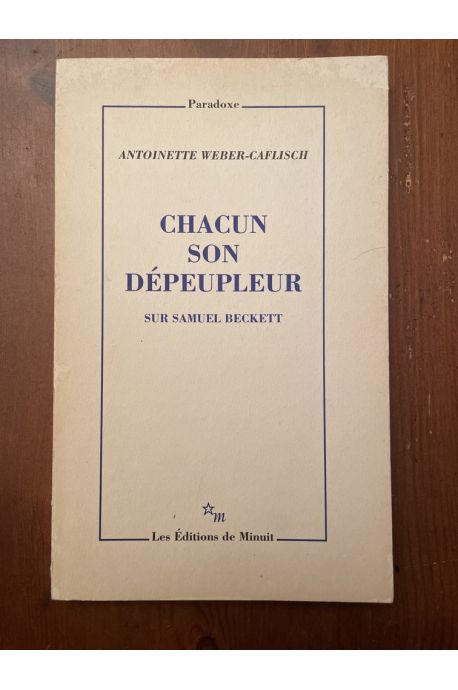 Paradoxe
ANTOINETTE WEBER-CAFLISCH
CHACUN
SON
DÉPEUPLEUR
SUR SAMUEL BECKETT
m
Les Éditions de Minuit